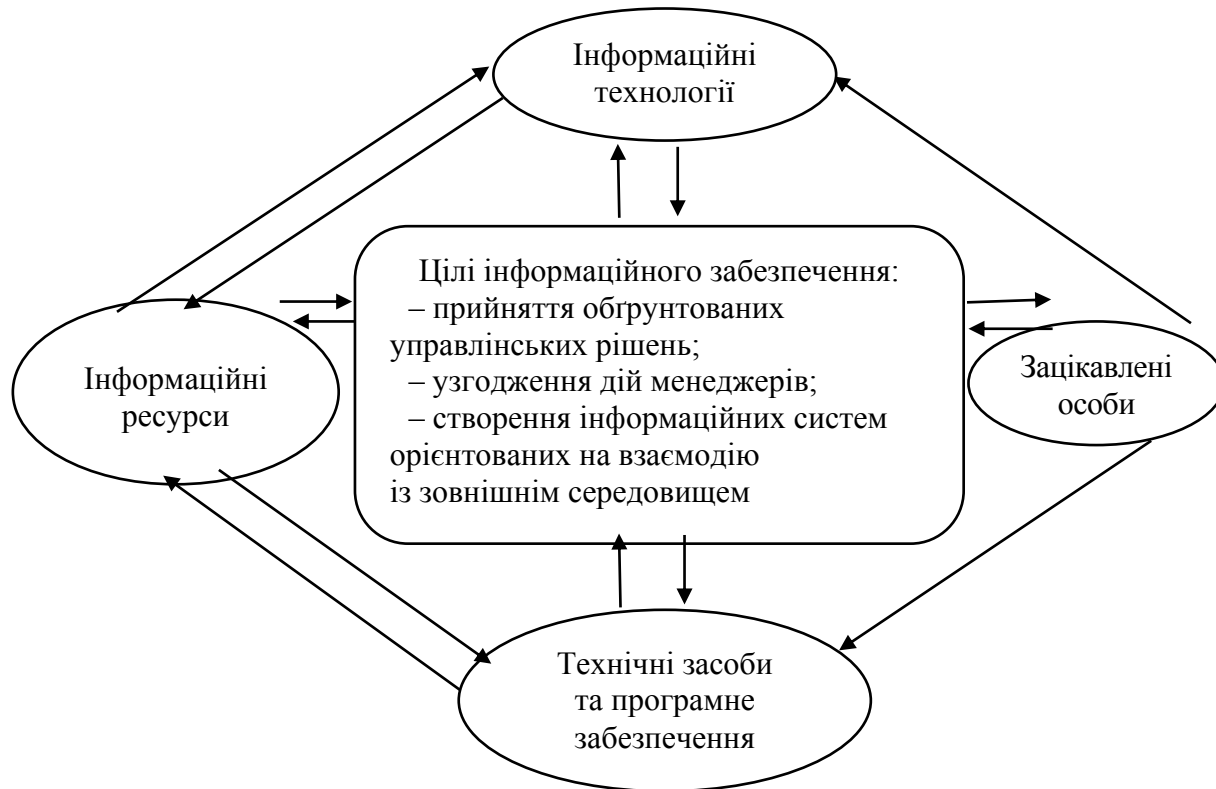 Інформаційні
технології
Цілі інформаційного забезпечення:
– прийняття обґрунтованих
управлінських рішень;
– узгодження дій менеджерів;
– створення інформаційних систем
орієнтованих на взаємодію
із зовнішнім середовищем
Інформаційні
ресурси
Зацікавлені
особи
Технічні засоби
та програмне
забезпечення